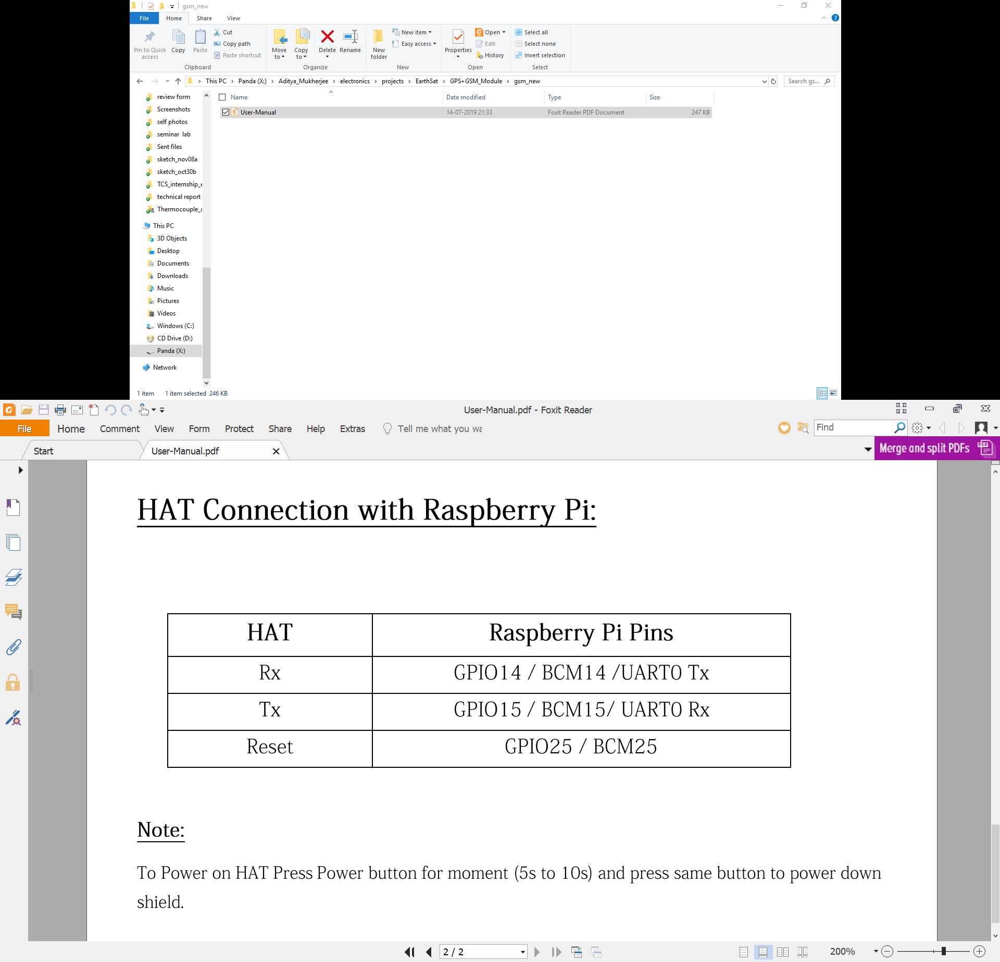 gsm_new
File Home Share View
Pin to Quick access
Copy
Paste
Cut
Copy path
Paste shortcut
Clipboard
Move to
Copy to
Delete
Rename
Organize
New folder
New item
Easy access
New
Properties
Open
Edit
History
Open
Select all
Select none
Invert selection
Select
This PC > Panda (X:) > Aditya_Mukherjee > electronics > projects > EarthSat > GPS+GSM_Module > gsm_new
Search gs...
Name Date modified Type Size
User-Manual 14-07-2019 21:33 Foxit Reader PDF Document 247 KB
review form
Screenshots
self photos
seminar lab
Sent files
sketch_nov08a
sketch_oct30b
TCS_internship_e
technical report
Thermocouple_a
This PC
3D Objects
Desktop
Documents
Downloads
Music
Pictures
Videos
Windows (C:)
CD Drive (D:)
Panda (X:)
Network
1 item 1 item selected 246 KB
User-Manual.pdf - Foxit Reader
File Home Comment View Form Protect Share Help Extras Tell me what you wa
Find
Start User-Manual.pdf
Merge and split PDFs
HAT Connection with Raspberry Pi:
HAT Raspberry Pi Pins
Rx GPIO14 / BCM14 /UART0 Tx
Tx GPIO15 / BCM15/ UART0 Rx
Reset GPIO25 / BCM25
Note:
To Power on HAT Press Power button for moment (5s to 10s) and press same button to power down
shield.
2 / 2
200%